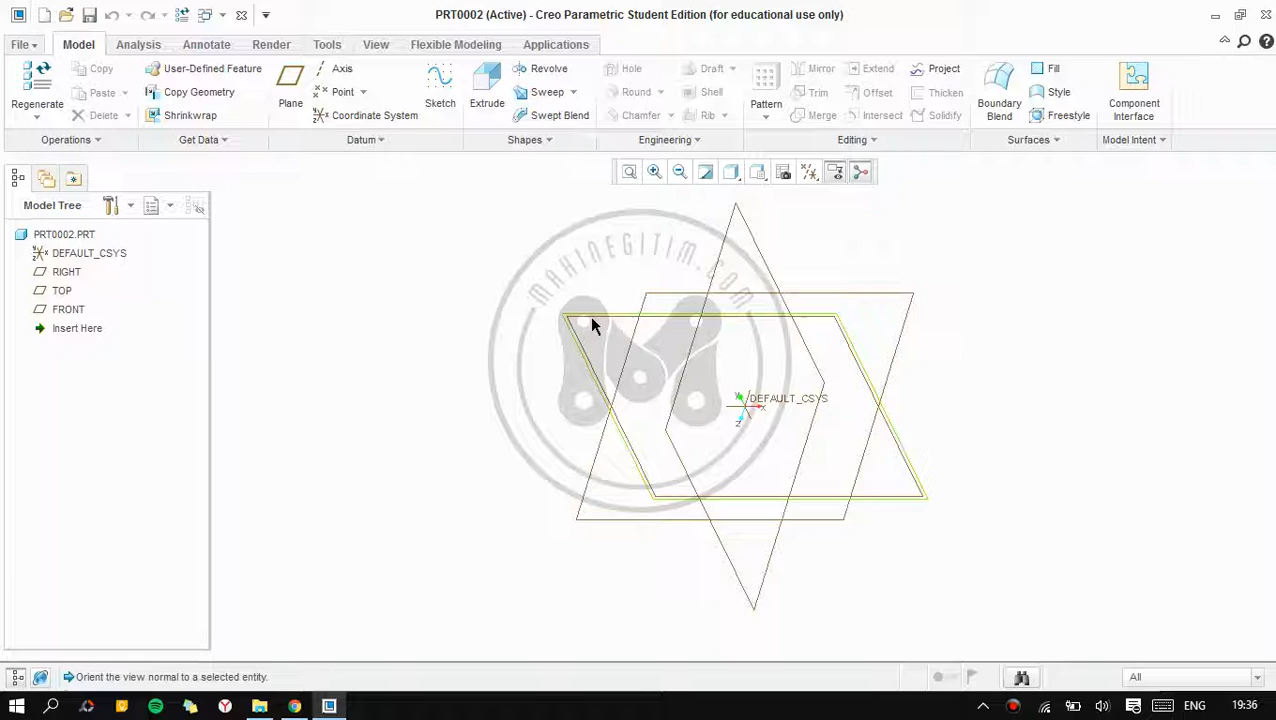 PRT0002 (Active) - Creo Parametric Student Edition (for educational use only)
File Model Analysis Annotate Render Tools View Flexible Modeling Applications
Regenerate
Copy
Paste
Delete
Operations
User-Defined Feature
Copy Geometry
Shrinkwrap
Get Data
Plane
Axis
Point
Coordinate System
Datum
Sketch
Extrude
Revolve
Sweep
Swept Blend
Shapes
Hole
Round
Chamfer
Draft
Shell
Rib
Engineering
Pattern
Mirror
Trim
Merge
Extend
Offset
Intersect
Project
Thicken
Solidify
Editing
Boundary
Blend
Fill
Style
Freestyle
Surfaces
Component
Interface
Model Intent
Model Tree
PRT0002.PRT
DEFAULT_CSYS
RIGHT
TOP
FRONT
Insert Here
MAKINEGITIM.COM
Y
DEFAULT_CSYS
X
Z
Orient the view normal to a selected entity.
All
ENG
19:36